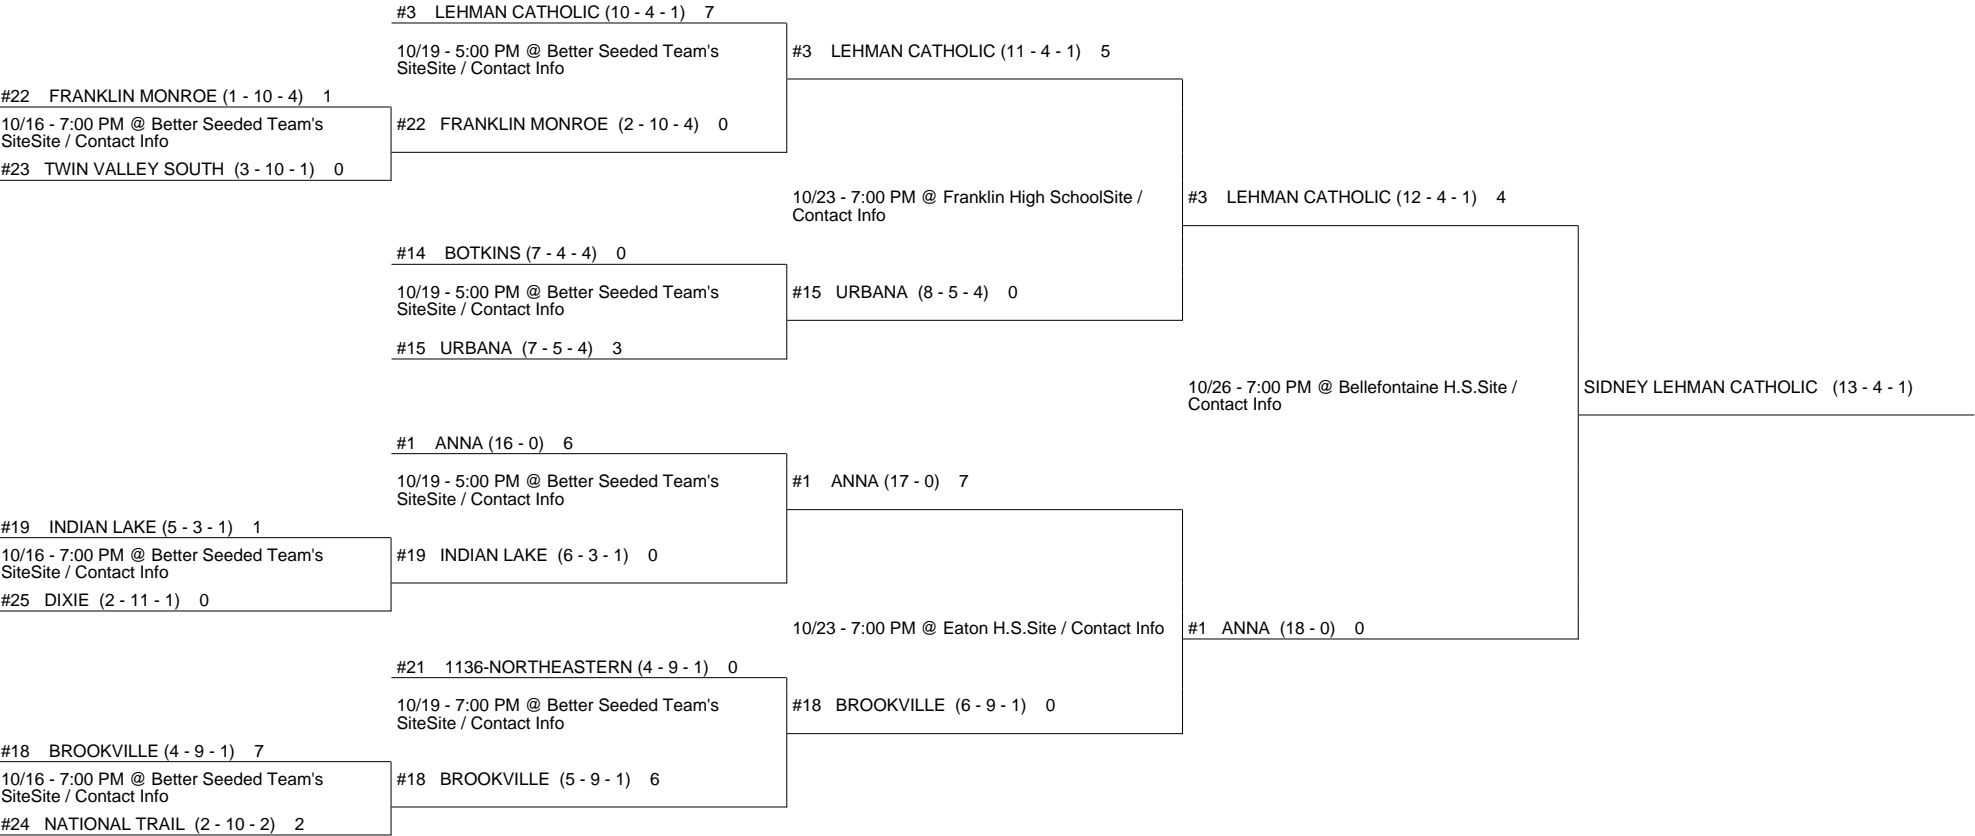 #3 LEHMAN CATHOLIC (10 - 4 - 1) 7
10/19 - 5:00 PM @ Better Seeded Team's
SiteSite / Contact Info
#3 LEHMAN CATHOLIC (11 - 4 - 1) 5
#22 FRANKLIN MONROE (1 - 10 - 4) 1
10/16 - 7:00 PM @ Better Seeded Team's
SiteSite / Contact Info
#22 FRANKLIN MONROE (2 - 10 - 4) 0
#23 TWIN VALLEY SOUTH (3 - 10 - 1) 0
10/23 - 7:00 PM @ Franklin High SchoolSite /
Contact Info
#3 LEHMAN CATHOLIC (12 - 4 - 1) 4
#14 BOTKINS (7 - 4 - 4) 0
10/19 - 5:00 PM @ Better Seeded Team's
SiteSite / Contact Info
#15 URBANA (8 - 5 - 4) 0
#15 URBANA (7 - 5 - 4) 3
10/26 - 7:00 PM @ Bellefontaine H.S.Site /
Contact Info
SIDNEY LEHMAN CATHOLIC (13 - 4 - 1)
#1 ANNA (16 - 0) 6
10/19 - 5:00 PM @ Better Seeded Team's
SiteSite / Contact Info
#1 ANNA (17 - 0) 7
#19 INDIAN LAKE (5 - 3 - 1) 1
10/16 - 7:00 PM @ Better Seeded Team's
SiteSite / Contact Info
#19 INDIAN LAKE (6 - 3 - 1) 0
#25 DIXIE (2 - 11 - 1) 0
10/23 - 7:00 PM @ Eaton H.S.Site / Contact Info
#1 ANNA (18 - 0) 0
#21 1136-NORTHEASTERN (4 - 9 - 1) 0
10/19 - 7:00 PM @ Better Seeded Team's
SiteSite / Contact Info
#18 BROOKVILLE (6 - 9 - 1) 0
#18 BROOKVILLE (4 - 9 - 1) 7
10/16 - 7:00 PM @ Better Seeded Team's
SiteSite / Contact Info
#18 BROOKVILLE (5 - 9 - 1) 6
#24 NATIONAL TRAIL (2 - 10 - 2) 2